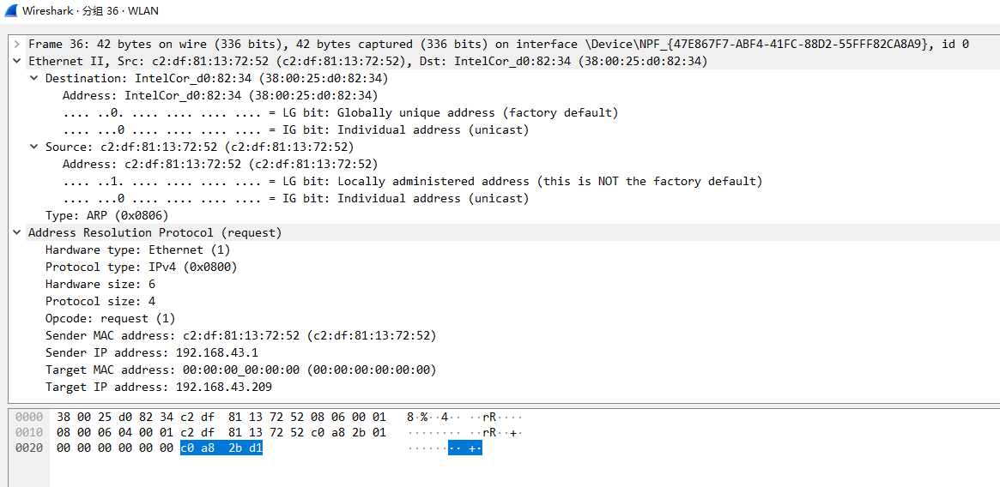 Wireshark · 分组 36 · WLAN
Frame 36: 42 bytes on wire (336 bits), 42 bytes captured (336 bits) on interface \Device\NPF_{47E867F7-ABF4-41FC-88D2-55FFF82CA8A9}, id 0
Ethernet II, Src: c2:df:81:13:72:52 (c2:df:81:13:72:52), Dst: IntelCor_d0:82:34 (38:00:25:d0:82:34)
Destination: IntelCor_d0:82:34 (38:00:25:d0:82:34)
Address: IntelCor_d0:82:34 (38:00:25:d0:82:34)
.... ..0. .... .... .... .... = LG bit: Globally unique address (factory default)
.... ...0 .... .... .... .... = IG bit: Individual address (unicast)
Source: c2:df:81:13:72:52 (c2:df:81:13:72:52)
Address: c2:df:81:13:72:52 (c2:df:81:13:72:52)
.... ..1. .... .... .... .... = LG bit: Locally administered address (this is NOT the factory default)
.... ...0 .... .... .... .... = IG bit: Individual address (unicast)
Type: ARP (0x0806)
Address Resolution Protocol (request)
Hardware type: Ethernet (1)
Protocol type: IPv4 (0x0800)
Hardware size: 6
Protocol size: 4
Opcode: request (1)
Sender MAC address: c2:df:81:13:72:52 (c2:df:81:13:72:52)
Sender IP address: 192.168.43.1
Target MAC address: 00:00:00_00:00:00 (00:00:00:00:00:00)
Target IP address: 192.168.43.209
0000 38 00 25 d0 82 34 c2 df 81 13 72 52 08 06 00 01 8·%··4·· ··rR····
0010 08 00 06 04 00 01 c2 df 81 13 72 52 c0 a8 2b 01 ········ ··rR··+·
0020 00 00 00 00 00 00 c0 a8 2b d1 ········ +·